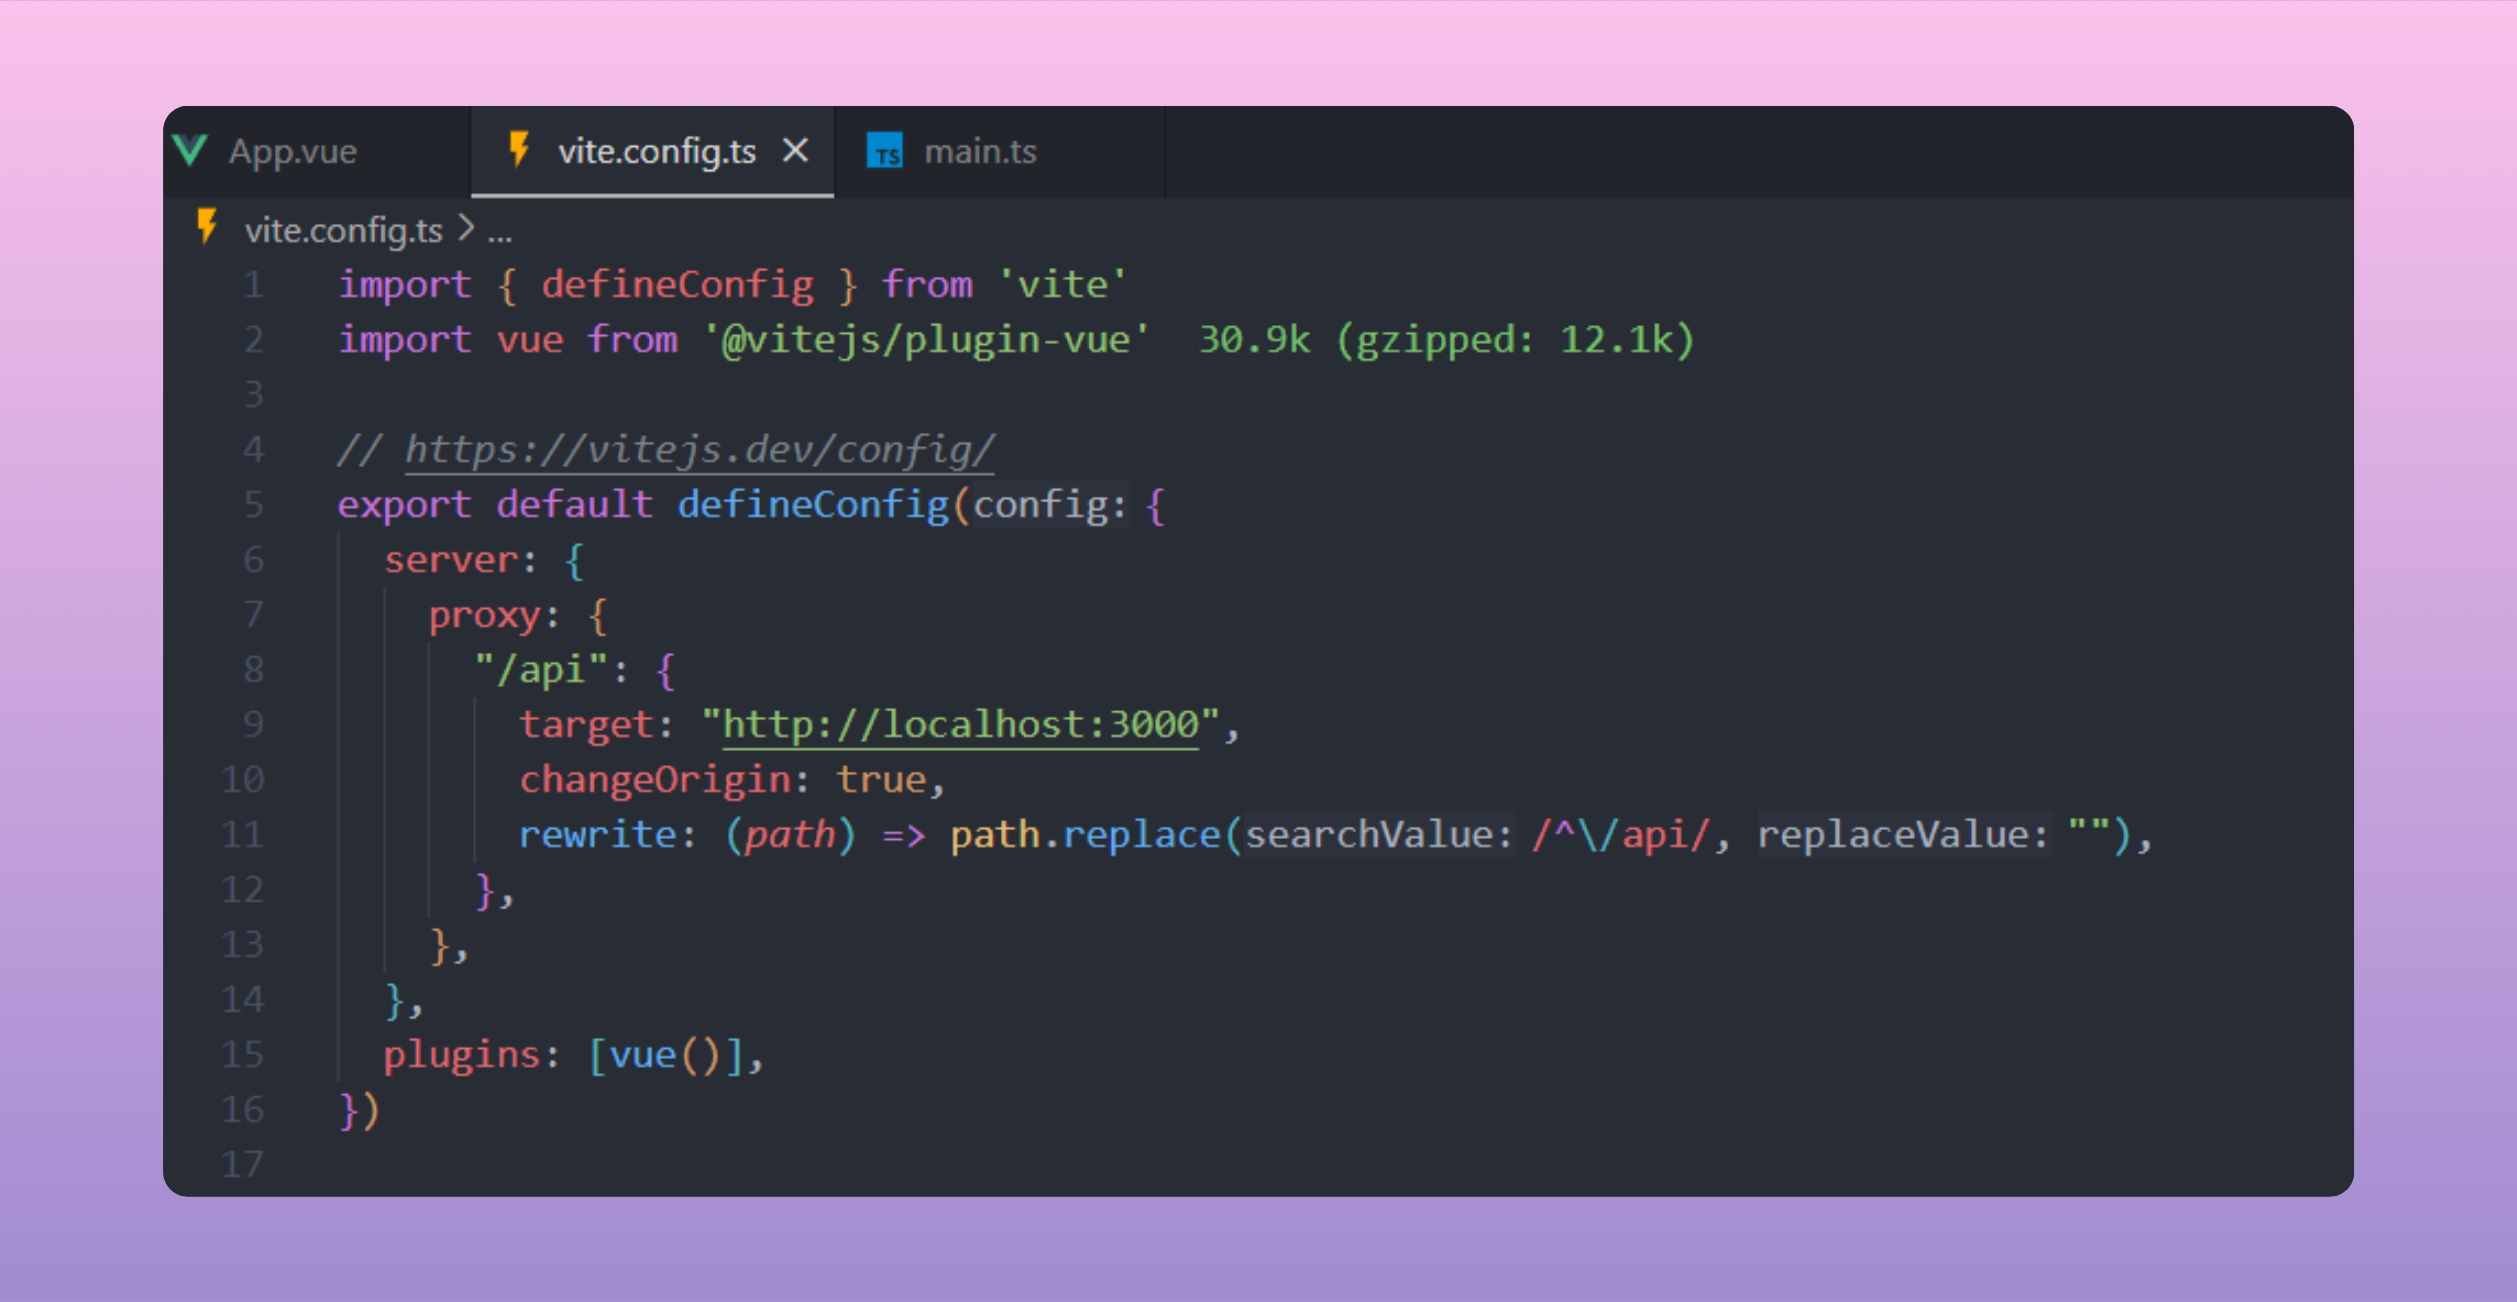 App.vue vite.config.ts × TS main.ts
vite.config.ts > ...
1 import { defineConfig } from 'vite'
2 import vue from '@vitejs/plugin-vue' 30.9k (gzipped: 12.1k)
3
4 // https://vitejs.dev/config/
5 export default defineConfig(config: {
6 server: {
7 proxy: {
8 "/api": {
9 target: "http://localhost:3000",
10 changeOrigin: true,
11 rewrite: (path) => path.replace(searchValue: /^\/api/, replaceValue: ""),
12 },
13 },
14 },
15 plugins: [vue()],
16 })
17